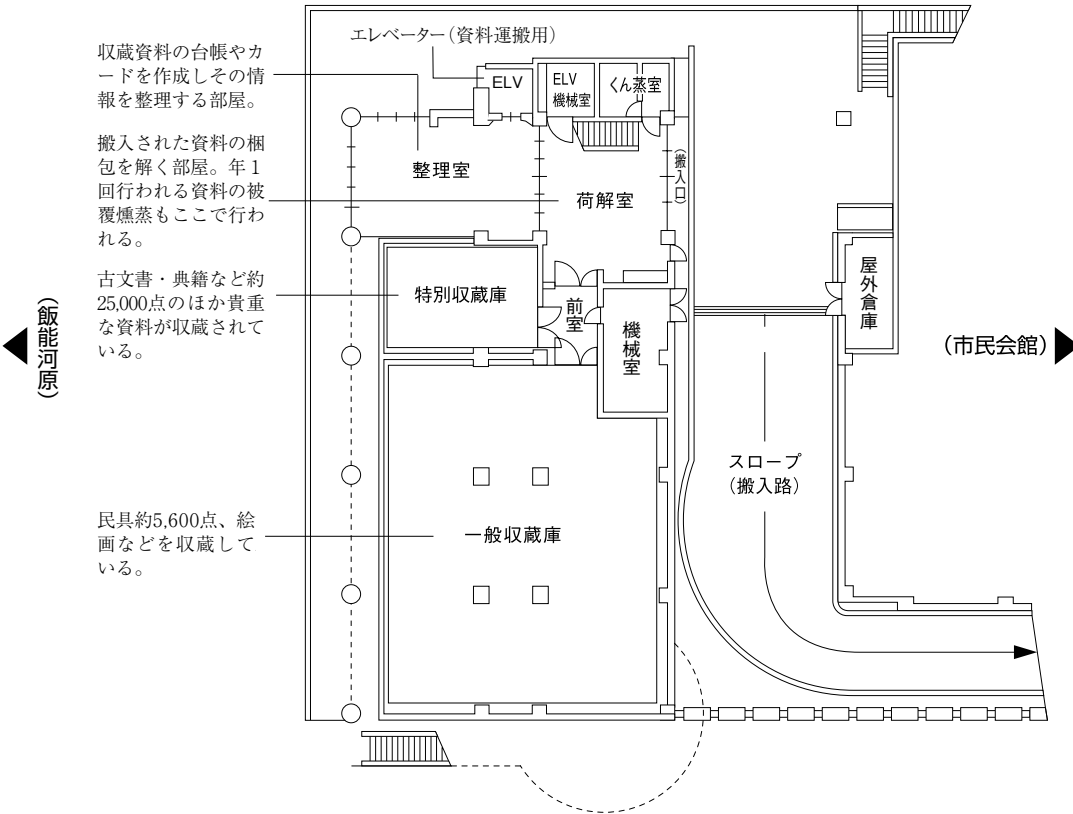 エレベーター（資料運搬用）
収蔵資料の台帳やカ
ードを作成しその情
報を整理する部屋。
搬入された資料の梱
包を解く部屋。年１
回行われる資料の被
覆燻蒸もここで行わ
れる。
古文書・典籍など約
25,000点のほか貴重
な資料が収蔵されて
いる。
民具約5,600点、絵
画などを収蔵して
いる。
ELV
ELV
機械室
くん蒸室
整理室
荷解室
（搬入口）
特別収蔵庫
前室
機械室
屋外倉庫
（飯能河原）
（市民会館）
スロープ
（搬入路）
一般収蔵庫